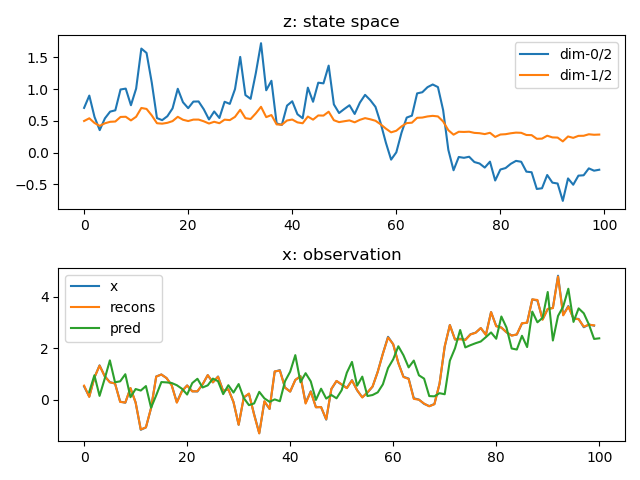 z: state space
1.5
1.0
0.5
0.0
−0.5
dim-0/2
dim-1/2
0 20 40 60 80 100
x: observation
4
2
0
x
recons
pred
0 20 40 60 80 100